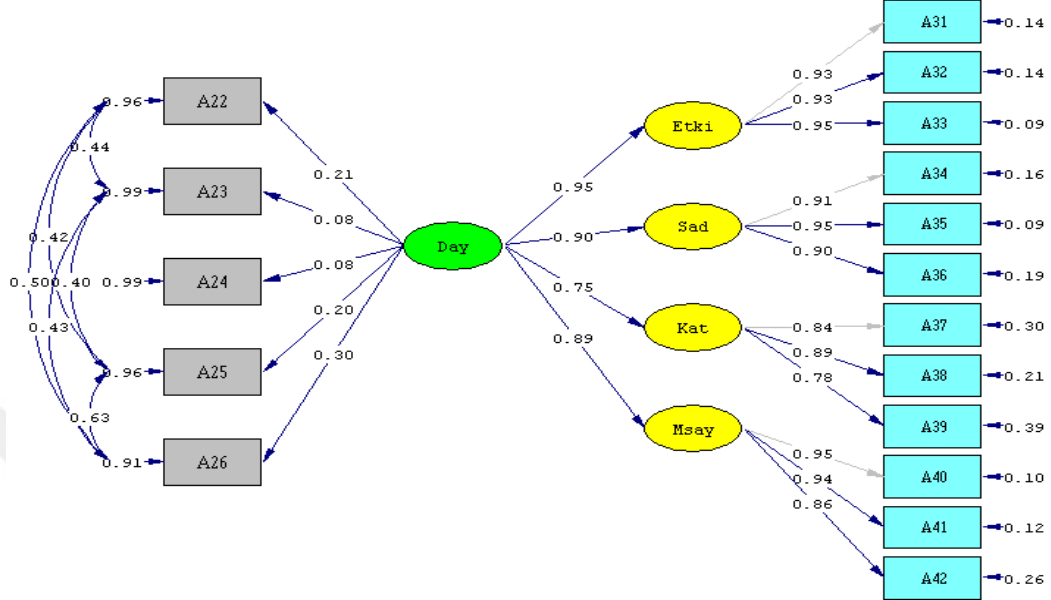 A31
0.14
A32
0.14
A33
0.09
A34
0.16
A35
0.09
A36
0.19
A37
0.30
A38
0.21
A39
0.39
A40
0.10
A41
0.12
A42
0.26
0.93
0.93
0.95
0.91
0.95
0.90
0.84
0.89
0.78
0.95
0.94
0.86
Etki
Sad
Kat
Msay
0.95
0.90
0.75
0.89
Day
0.21
0.08
0.08
0.20
0.30
0.96
A22
0.99
A23
0.99
A24
0.96
A25
0.91
A26
0.44
0.42
0.50
0.40
0.43
0.63